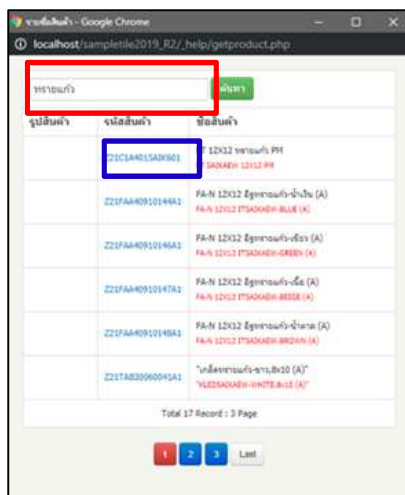 รายชื่อสินค้า - Google Chrome
localhost/sampletile2019_R2/_help/getproduct.php
ทรายแก้ว
ค้นหา
รูปสินค้า รหัสสินค้า ชื่อสินค้า
12X12 ทรายแก้ว PM
SAIKAEW 12X12 PM
Z21FAA40910144A1 FA-N 12X12 อิฐทรายแก้ว-น้ำเงิน (A)
FA-N 12X12 ITSAIKAEW-BLUE (A)
Z21FAA40910146A1 FA-N 12X12 อิฐทรายแก้ว-เขียว (A)
FA-N 12X12 ITSAIKAEW-GREEN (A)
Z21FAA40910147A1 FA-N 12X12 อิฐทรายแก้ว-เนื้อ (A)
FA-N 12X12 ITSAIKAEW-BEIGE (A)
Z21FAA40910148A1 FA-N 12X12 อิฐทรายแก้ว-น้ำตาล (A)
FA-N 12X12 ITSAIKAEW-BROWN (A)
Z21TAB30060041A1 "เกล็ดทรายแก้ว-ขาว,8x10 (A)"
"KLEDSAIKAEW-WHITE,8x10 (A)"
Total 17 Record : 3 Page
1 2 3 Last